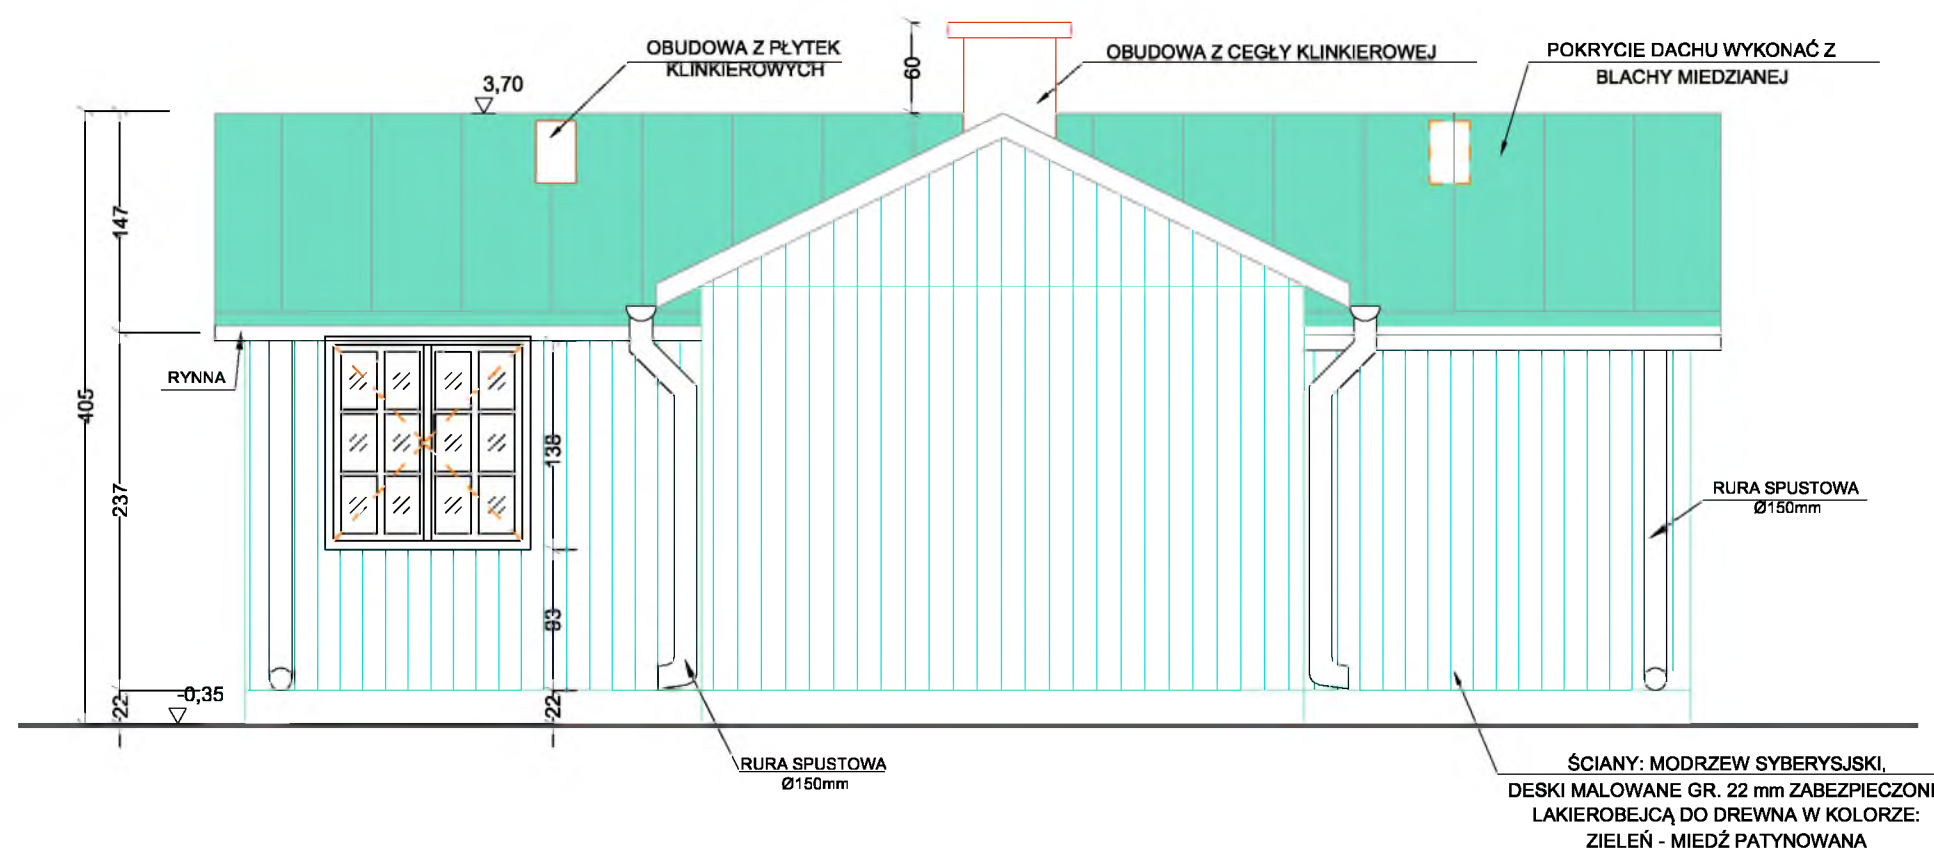 OBUDOWA Z PŁYTEK
KLINKIEROWYCH
60
OBUDOWA Z CEGŁY KLINKIEROWEJ
POKRYCIE DACHU WYKONAĆ Z
BLACHY MIEDZIANEJ
3,70
147
RYNNA
405
138
237
RURA SPUSTOWA
Ø150mm
93
-0,35
22
22
RURA SPUSTOWA
Ø150mm
ŚCIANY: MODRZEW SYBERYSJSKI,
DESKI MALOWANE GR. 22 mm ZABEZPIECZONE
LAKIEROBEJCĄ DO DREWNA W KOLORZE:
ZIELEŃ - MIEDŹ PATYNOWANA